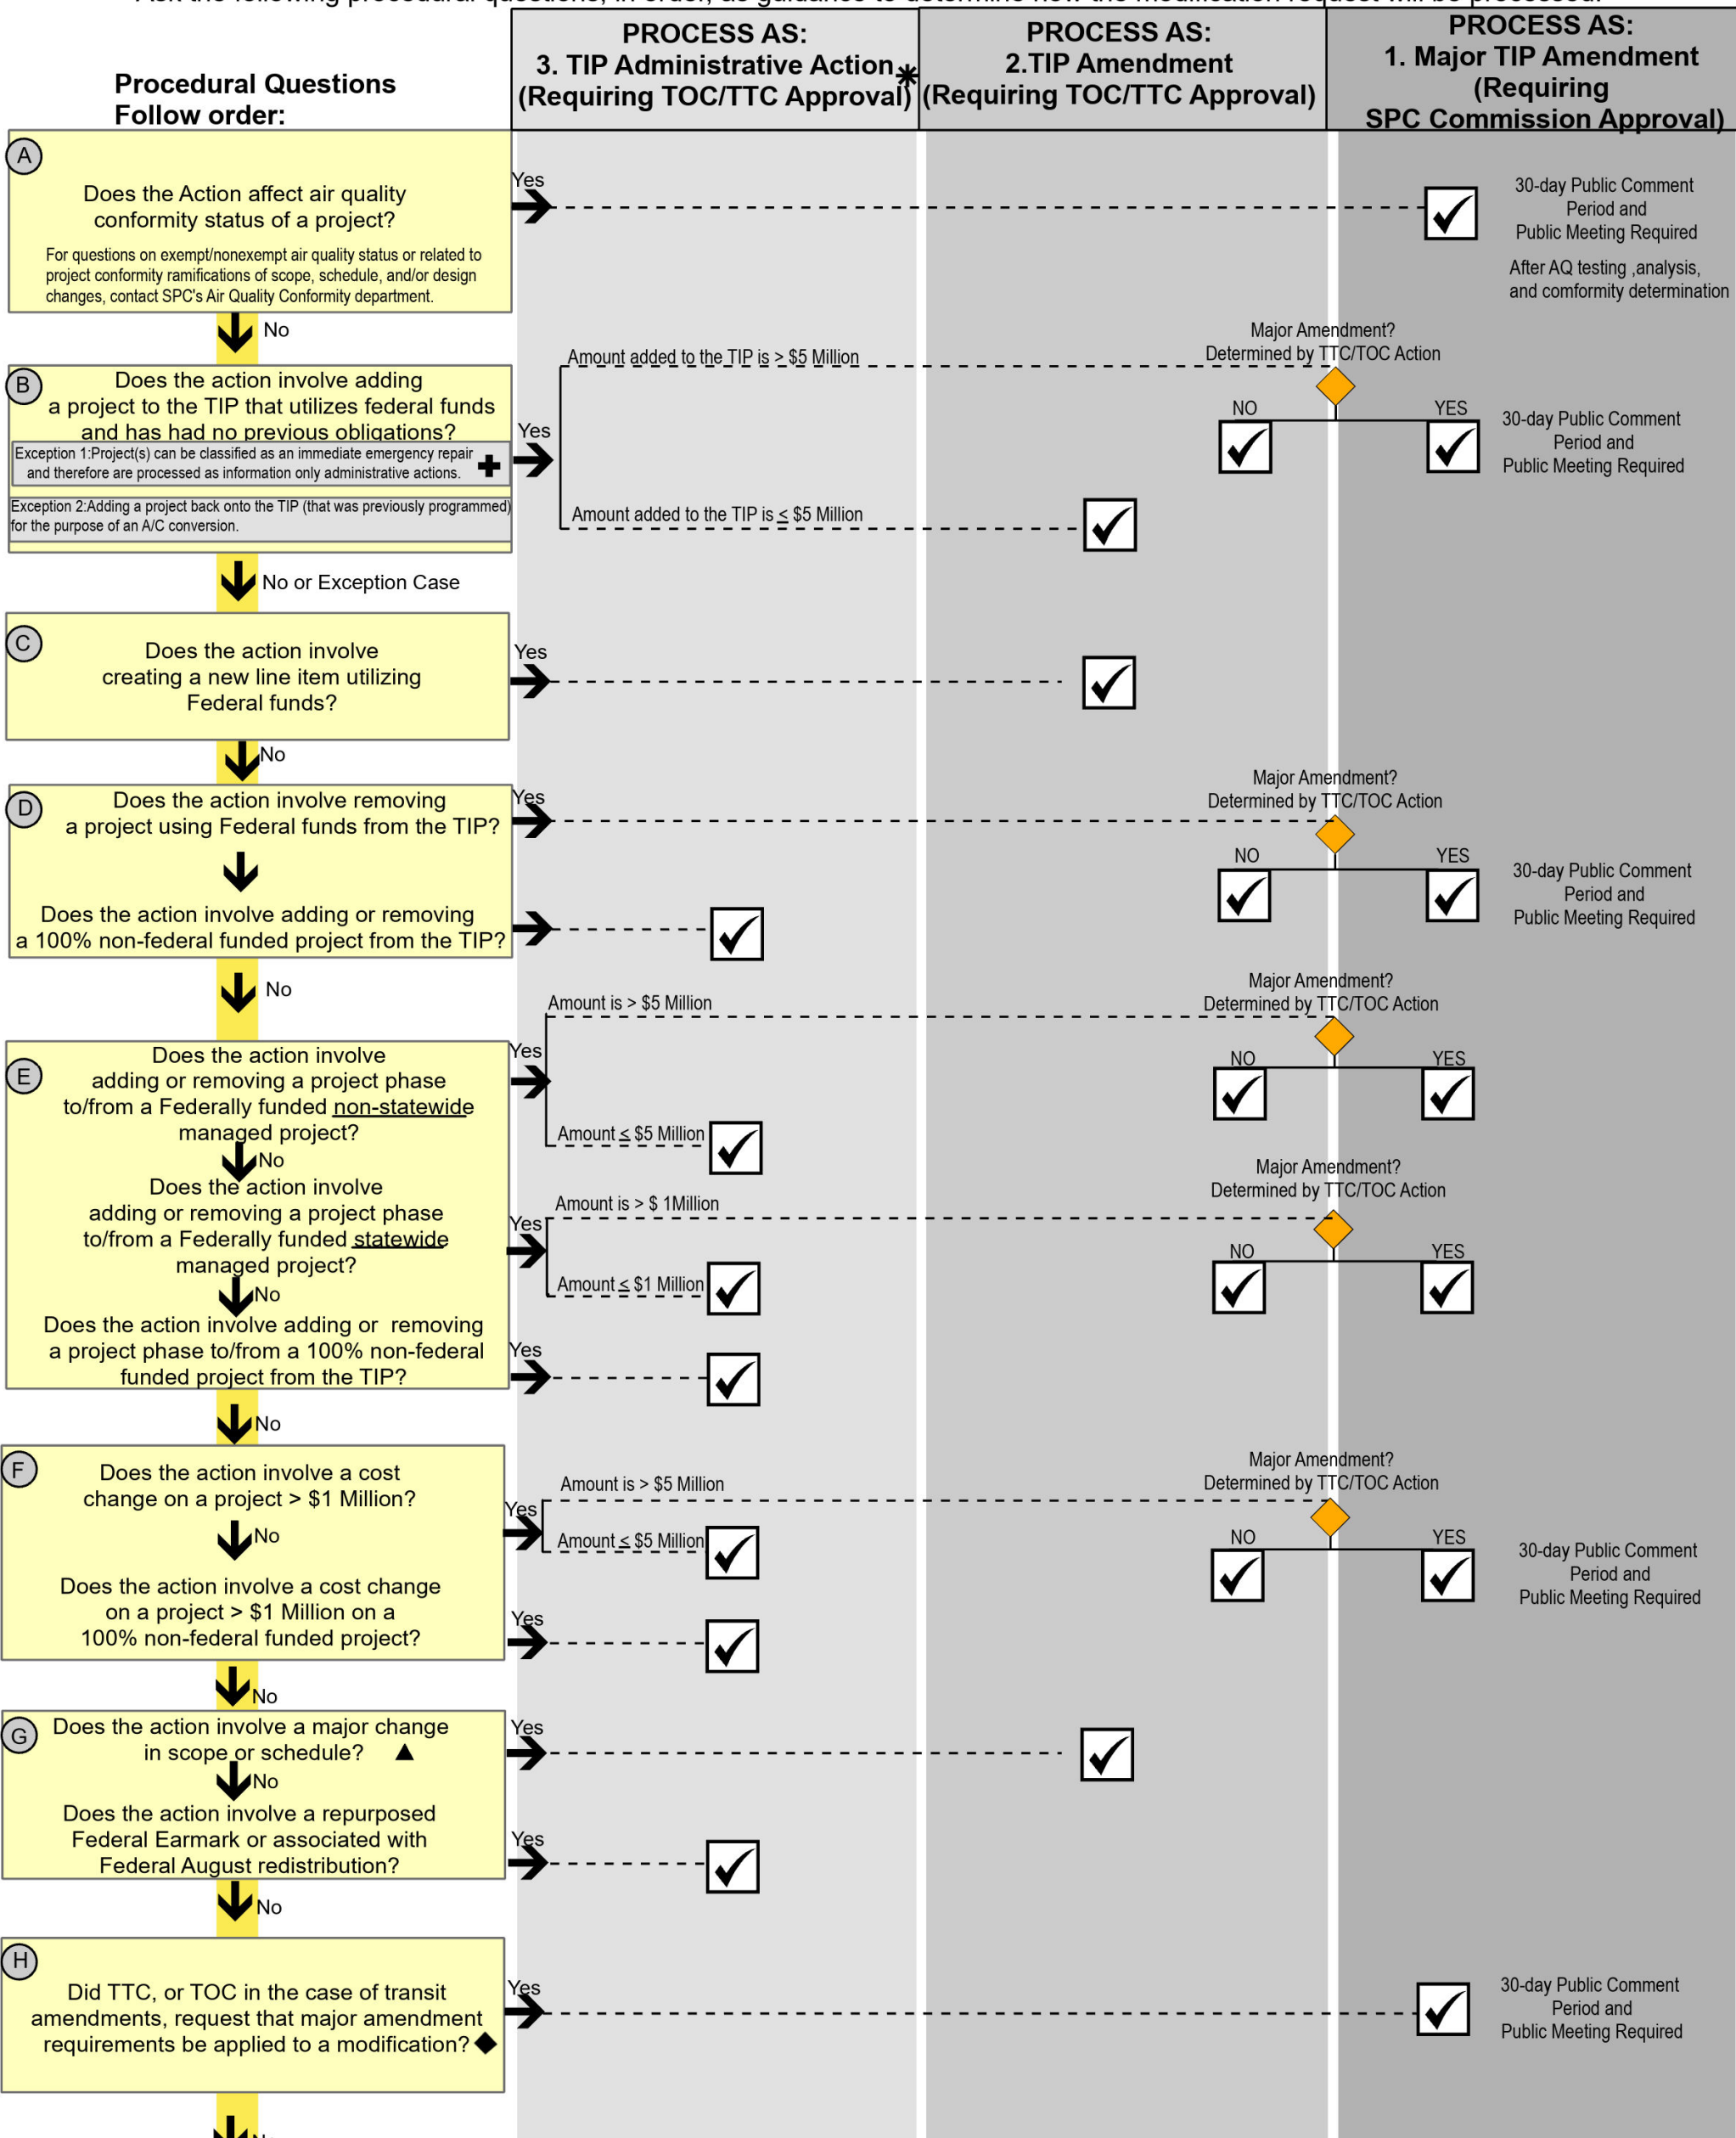 Ask the following procedural questions, in order, as guidance to determine how the modification request will be processed.
Procedural Questions
Follow order:
PROCESS AS:
3. TIP Administrative Action
(Requiring TOC/TTC Approval)
PROCESS AS:
2.TIP Amendment
(Requiring TOC/TTC Approval)
PROCESS AS:
1. Major TIP Amendment
(Requiring
SPC Commission Approval)
A
Does the Action affect air quality
conformity status of a project?
For questions on exempt/nonexempt air quality status or related to
project conformity ramifications of scope, schedule, and/or design
changes, contact SPC's Air Quality Conformity department.
Yes
30-day Public Comment
Period and
Public Meeting Required
After AQ testing ,analysis,
and comformity determination
No
B
Does the action involve adding
a project to the TIP that utilizes federal funds
and has had no previous obligations?
Exception 1:Project(s) can be classified as an immediate emergency repair
and therefore are processed as information only administrative actions.
Exception 2:Adding a project back onto the TIP (that was previously programmed)
for the purpose of an A/C conversion.
Yes
Amount added to the TIP is > $5 Million
Major Amendment?
Determined by TTC/TOC Action
NO
YES
30-day Public Comment
Period and
Public Meeting Required
Amount added to the TIP is ≤ $5 Million
No or Exception Case
C
Does the action involve
creating a new line item utilizing
Federal funds?
Yes
No
D
Does the action involve removing
a project using Federal funds from the TIP?
Yes
Major Amendment?
Determined by TTC/TOC Action
NO
YES
30-day Public Comment
Period and
Public Meeting Required
Does the action involve adding or removing
a 100% non-federal funded project from the TIP?
No
E
Does the action involve
adding or removing a project phase
to/from a Federally funded non-statewide
managed project?
Yes
Amount is > $5 Million
Major Amendment?
Determined by TTC/TOC Action
NO
YES
Amount ≤ $5 Million
No
Does the action involve
adding or removing a project phase
to/from a Federally funded statewide
managed project?
Yes
Amount is > $ 1Million
Major Amendment?
Determined by TTC/TOC Action
NO
YES
Amount ≤ $1 Million
No
Does the action involve adding or removing
a project phase to/from a 100% non-federal
funded project from the TIP?
Yes
No
F
Does the action involve a cost
change on a project > $1 Million?
Yes
Amount is > $5 Million
Major Amendment?
Determined by TTC/TOC Action
NO
YES
30-day Public Comment
Period and
Public Meeting Required
Amount ≤ $5 Million
No
Does the action involve a cost change
on a project > $1 Million on a
100% non-federal funded project?
Yes
No
G
Does the action involve a major change
in scope or schedule?
Yes
No
Does the action involve a repurposed
Federal Earmark or associated with
Federal August redistribution?
Yes
No
H
Did TTC, or TOC in the case of transit
amendments, request that major amendment
requirements be applied to a modification?
Yes
30-day Public Comment
Period and
Public Meeting Required